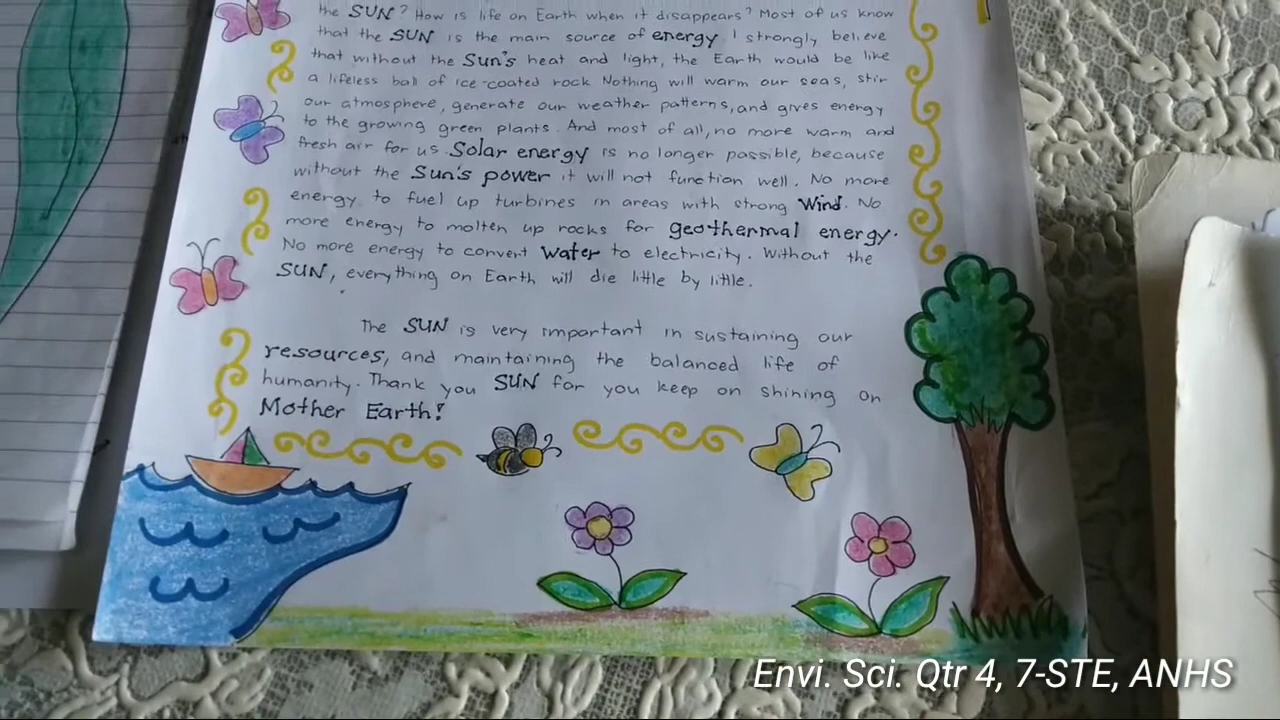 the SUN? How is life on Earth when it disappears? Most of us know
that the SUN is the main source of energy. I strongly believe
that without the Sun's heat and light, the Earth would be like
a lifeless ball of ice-coated rock. Nothing will warm our seas, stir
our atmosphere, generate our weather patterns, and gives energy
to the growing green plants. And most of all, no more warm and
fresh air for us. Solar energy is no longer possible, because
without the Sun's power it will not function well. No more
energy to fuel up turbines in areas with strong Wind. No
more energy to molten up rocks for geothermal energy.
No more energy to convert water to electricity. Without the
SUN, everything on Earth will die little by little.
The SUN is very important in sustaining our
resources, and maintaining the balanced life of
humanity. Thank you SUN for you keep on shining on
Mother Earth!
Envi. Sci. Qtr 4, 7-STE, ANHS